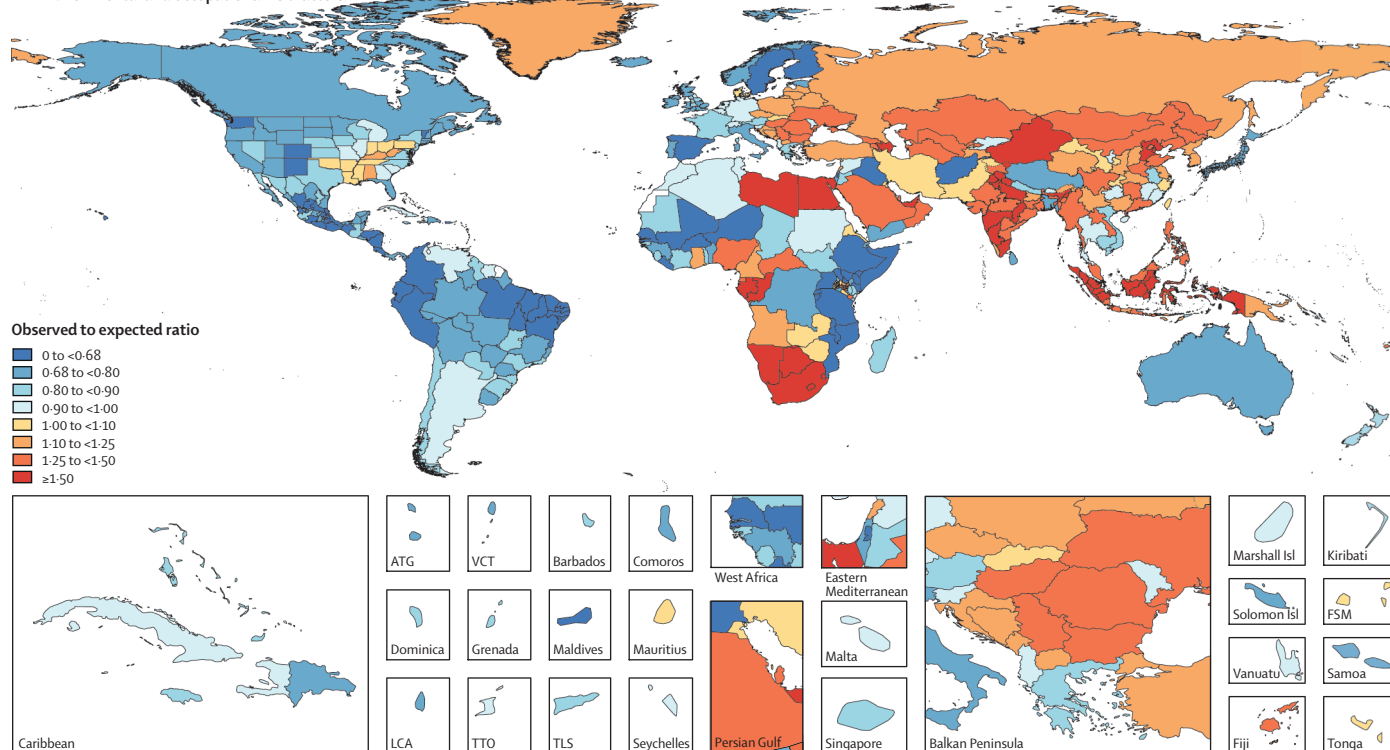 Observed to expected ratio
0 to <0·68
0·68 to <0·80
0·80 to <0·90
0·90 to <1·00
1·00 to <1·10
1·10 to <1·25
1·25 to <1·50
≥1·50
Caribbean
ATG
VCT
Barbados
Comoros
Dominica
Grenada
Maldives
Mauritius
LCA
TTO
TLS
Seychelles
West Africa
Eastern
Mediterranean
Persian Gulf
Malta
Singapore
Balkan Peninsula
Marshall Isl
Kiribati
Solomon Isl
FSM
Vanuatu
Samoa
Fiji
Tonga